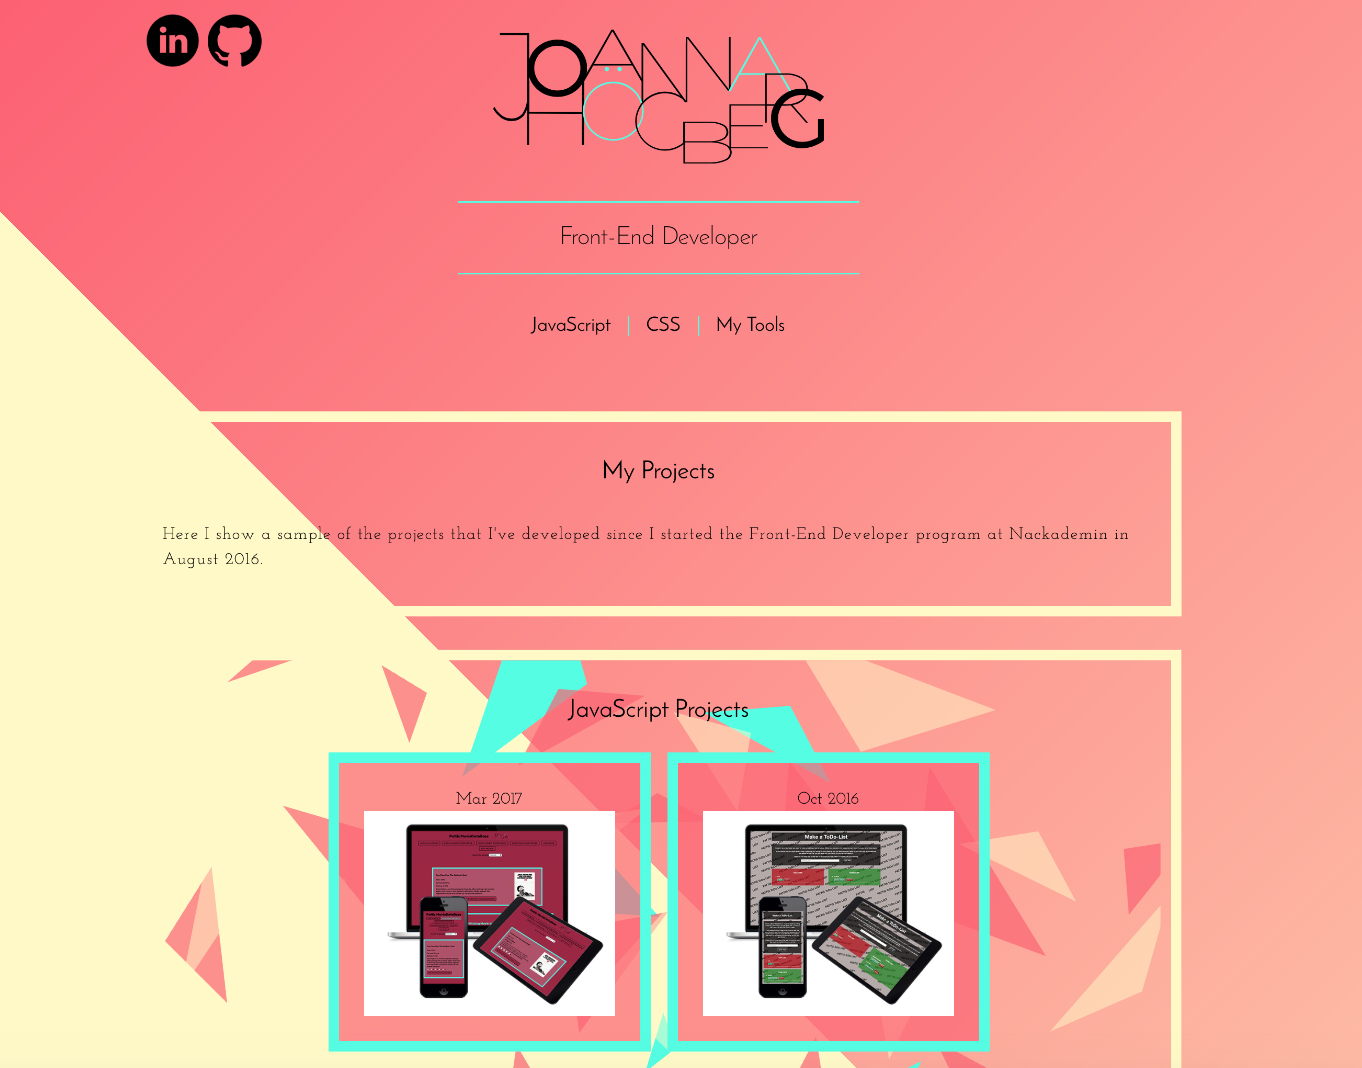 in
JOÄNNA
HÖGBERG
Front-End Developer
JavaScript | CSS | My Tools
My Projects
Here I show a sample of the projects that I've developed since I started the Front-End Developer program at Nackademin in
August 2016.
JavaScript Projects
Mar 2017
Oct 2016
Make a ToDo-List